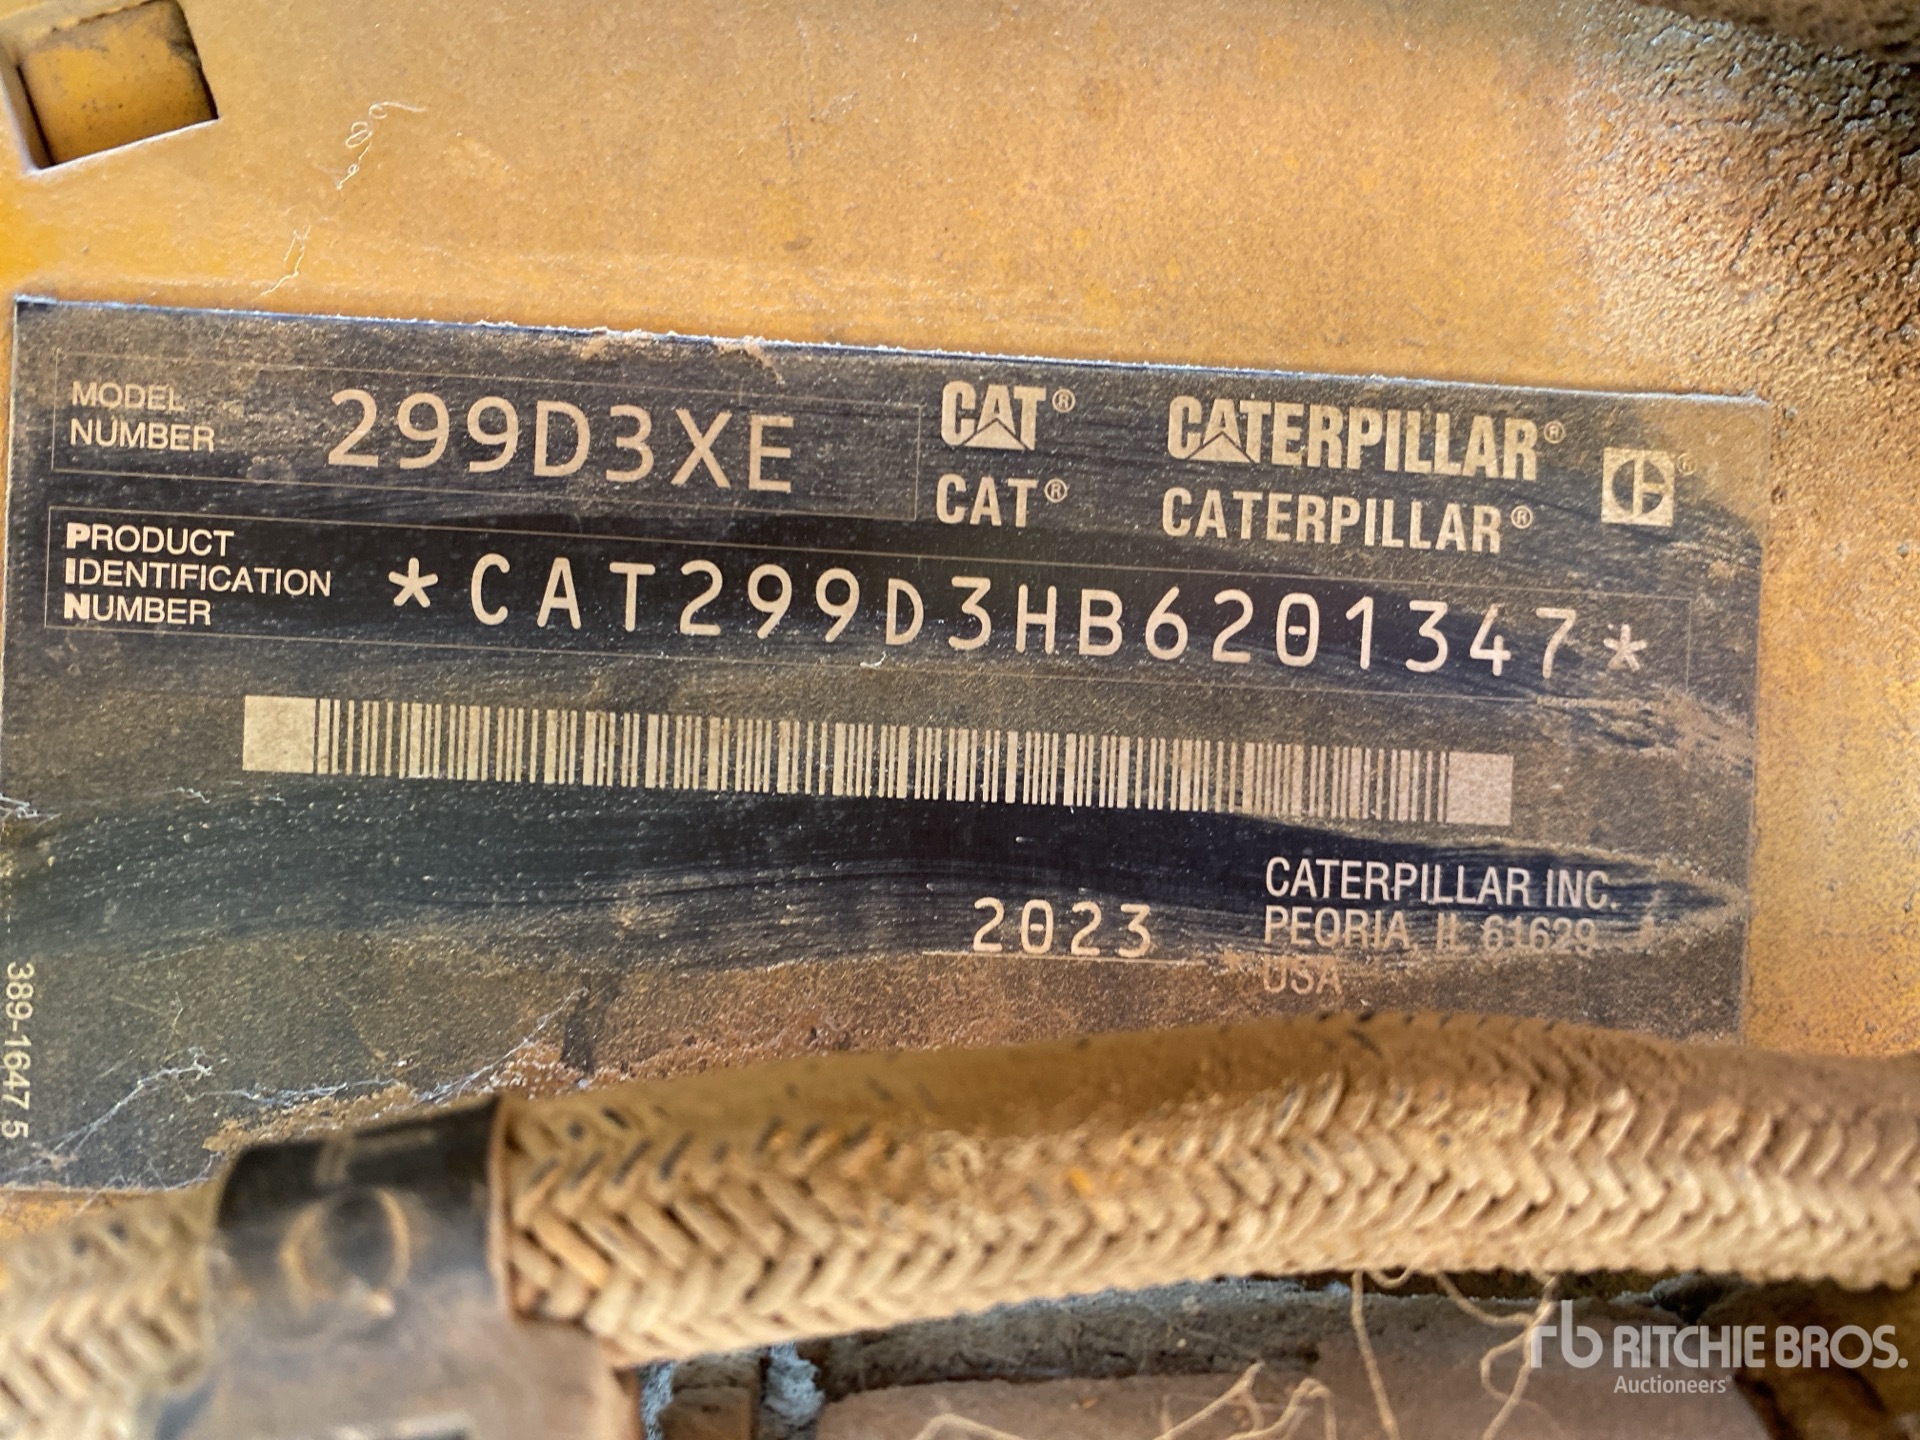 MODEL
NUMBER
299D3XE
CAT® CATERPILLAR®
CAT® CATERPILLAR®
PRODUCT
IDENTIFICATION
NUMBER
*CAT299D3HB6201347*
2023
CATERPILLAR INC.
PEORIA, IL 61629
USA
389-1647 5
rb RITCHIE BROS.
Auctioneers